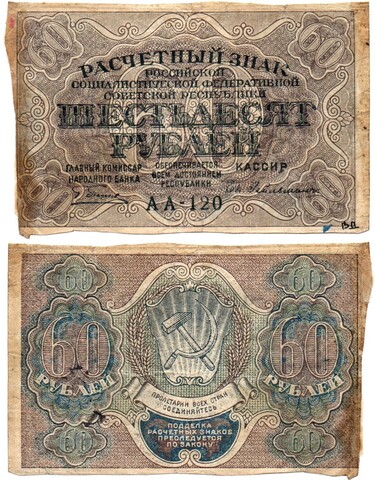 60 60
РАСЧЕТНЫЙ ЗНАК
РОССИЙСКОЙ
СОЦИАЛИСТИЧЕСКОЙ ФЕДЕРАТИВНОЙ
СОВЕТСКОЙ РЕСПУБЛИКИ
ШЕСТЬДЕСЯТ
РУБЛЕЙ
ГЛАВНЫЙ КОМИССАР
НАРОДНОГО БАНКА
ОБЕСПЕЧИВАЕТСЯ
ВСЕМ ДОСТОЯНИЕМ
РЕСПУБЛИКИ
КАССИР
60 60
АА-120
60 60
60 60
РУБЛЕЙ РУБЛЕЙ
ПРОЛЕТАРИИ ВСЕХ СТРАН
СОЕДИНЯЙТЕСЬ
60 60
ПОДДЕЛКА
РАСЧЕТНЫХ ЗНАКОВ
ПРЕСЛЕДУЕТСЯ
ПО ЗАКОНУ